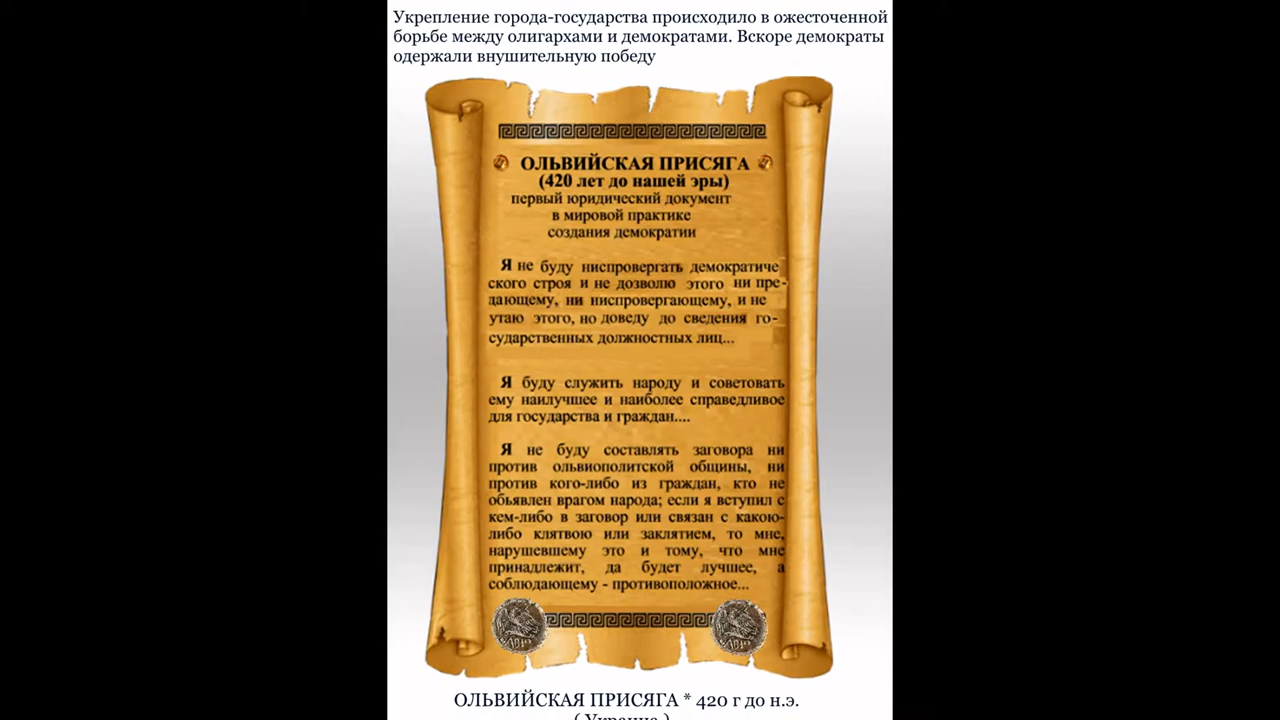 Укрепление города-государства происходило в ожесточенной
борьбе между олигархами и демократами. Вскоре демократы
одержали внушительную победу
ОЛЬВИЙСКАЯ ПРИСЯГА
(420 лет до нашей эры)
первый юридический документ
в мировой практике
создания демократии
Я не буду ниспровергать демократиче
ского строя и не дозволю этого ни пре-
дающему, ни ниспровергающему, и не
утаю этого, но доведу до сведения го-
сударственных должностных лиц...
Я буду служить народу и советовать
ему наилучшее и наиболее справедливое
для государства и граждан....
Я не буду составлять заговора ни
против ольвиополитской общины, ни
против кого-либо из граждан, кто не
обьявлен врагом народа; если я вступил с
кем-либо в заговор или связан с какою-
либо клятвою или заклятием, то мне,
нарушевшему это и тому, что мне
принадлежит, да будет лучшее, а
соблюдающему - противоположное...
ОЛЬВИЙСКАЯ ПРИСЯГА * 420 г до н.э.
( Украина )